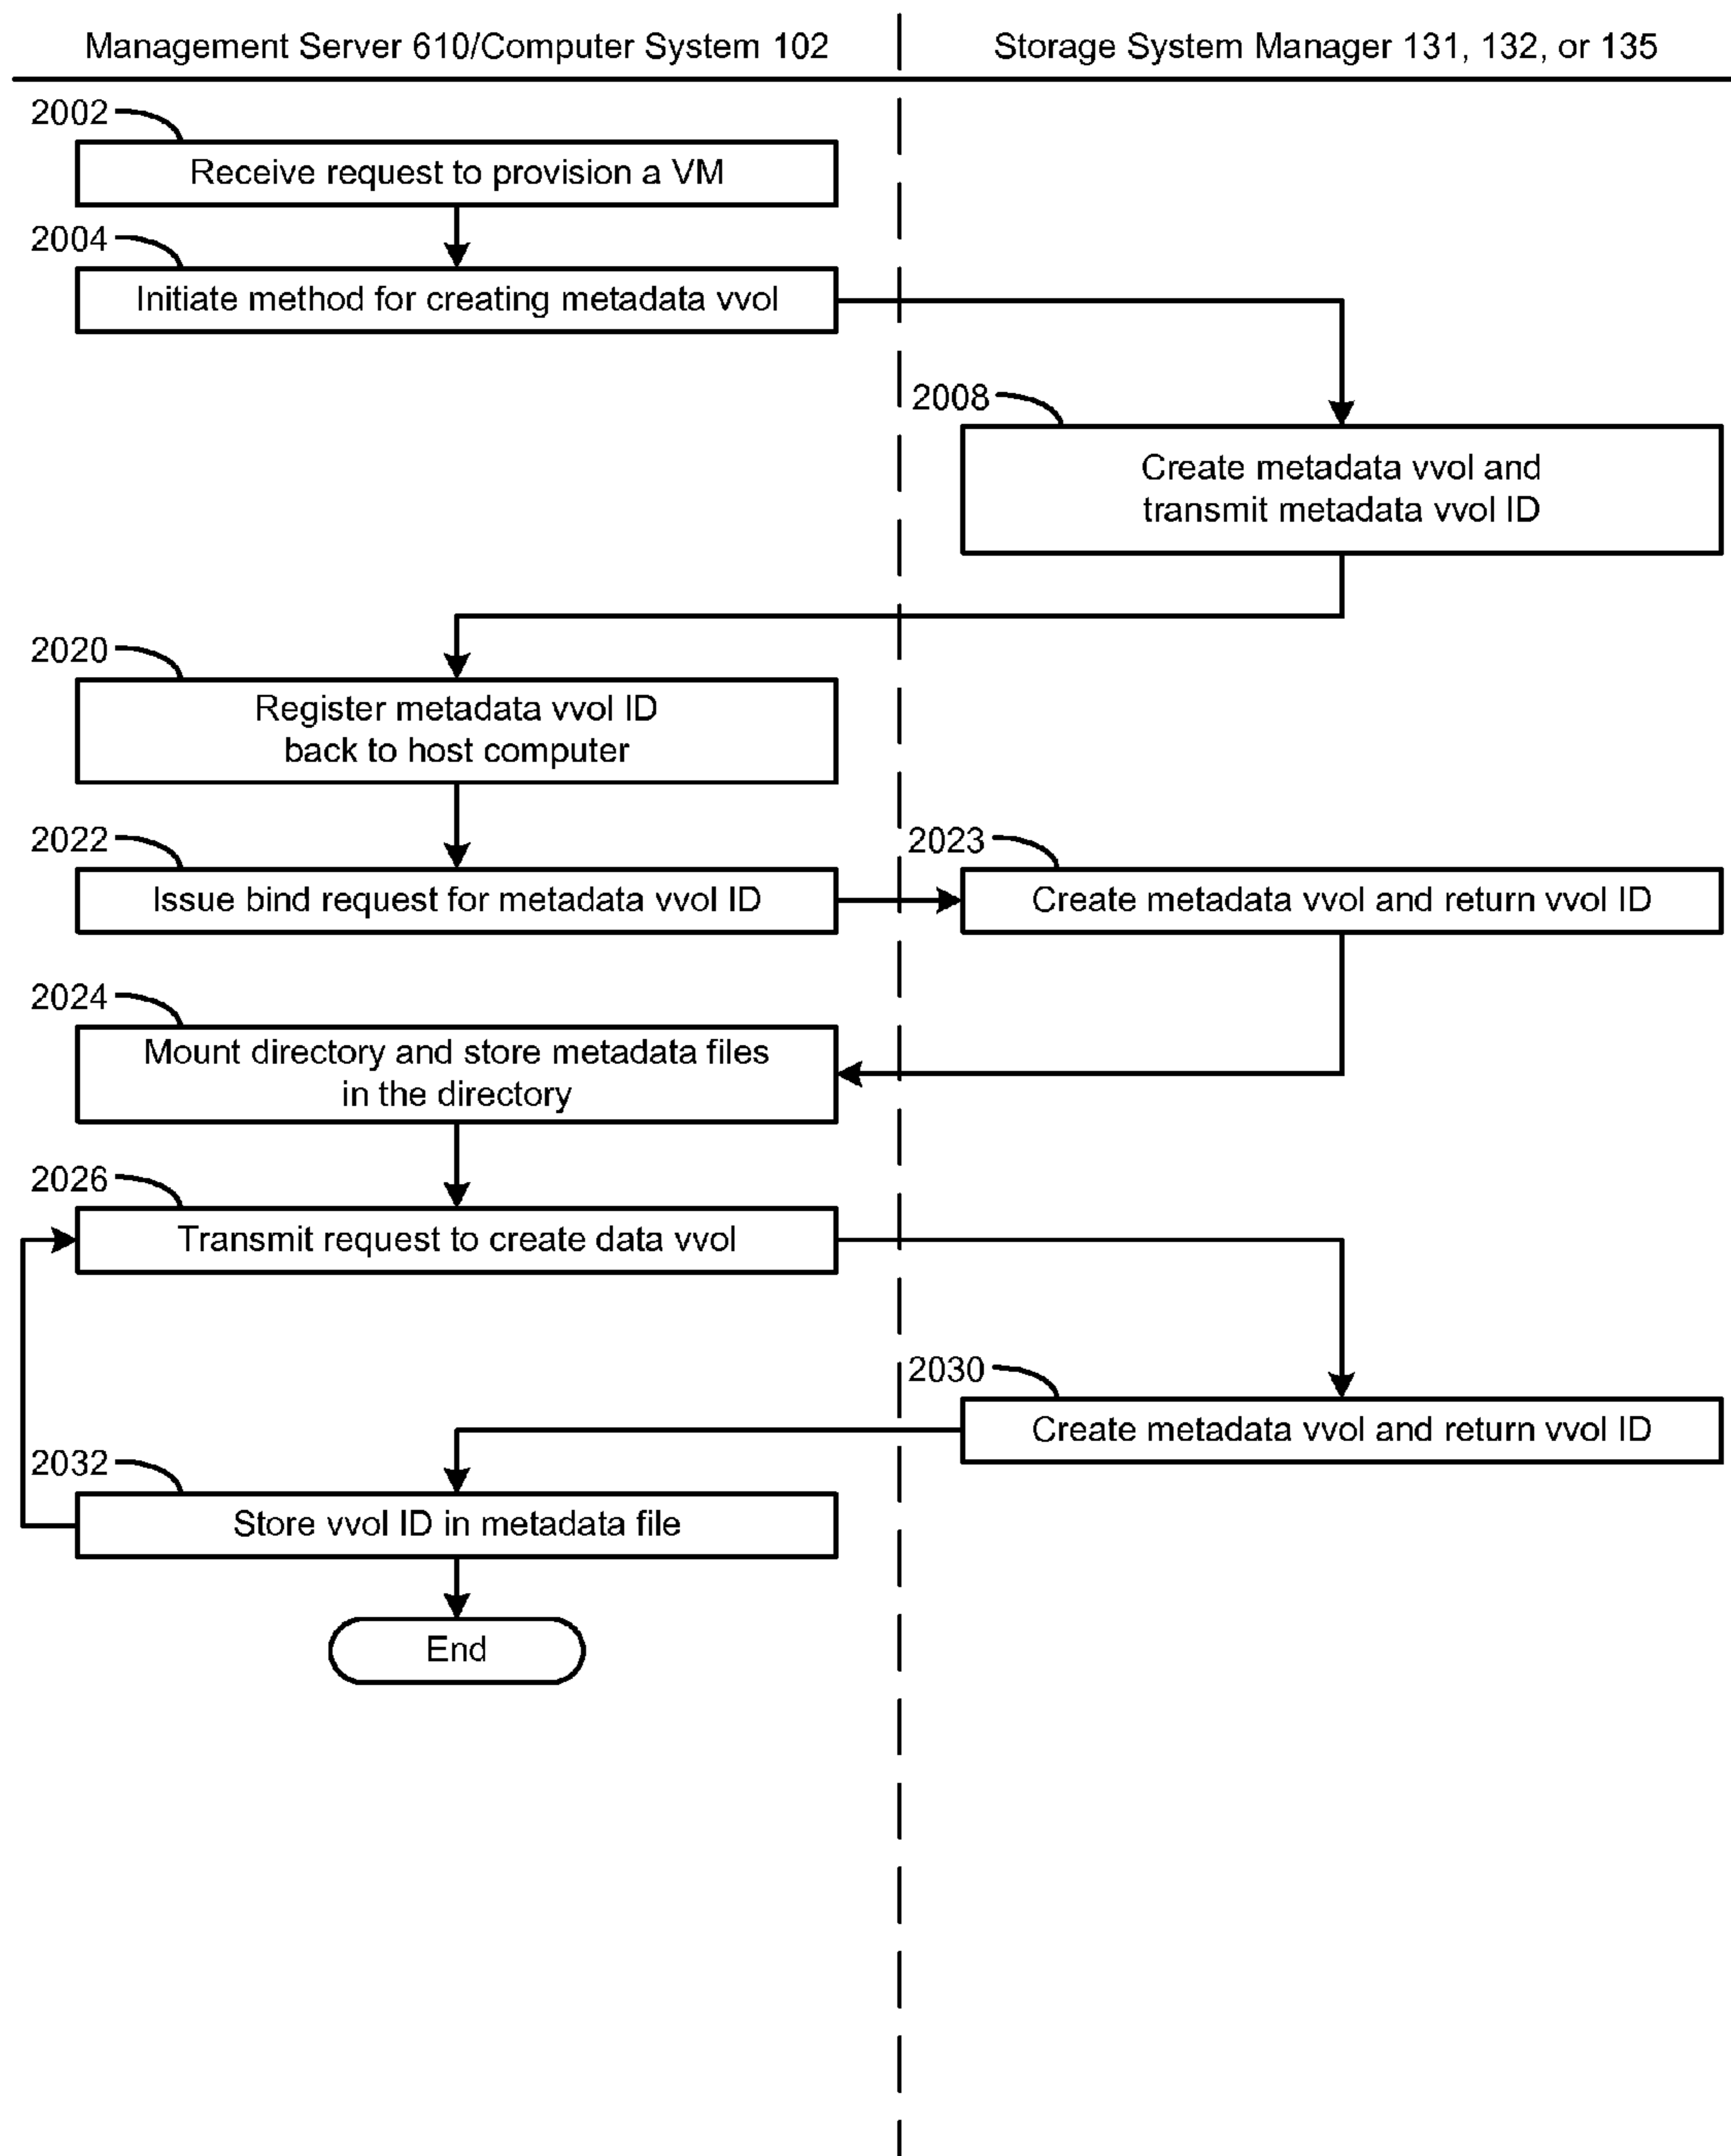 Management Server 610/Computer System 102
Storage System Manager 131, 132, or 135
2002
Receive request to provision a VM
2004
Initiate method for creating metadata vvol
2008
Create metadata vvol and
transmit metadata vvol ID
2020
Register metadata vvol ID
back to host computer
2022
Issue bind request for metadata vvol ID
2023
Create metadata vvol and return vvol ID
2024
Mount directory and store metadata files
in the directory
2026
Transmit request to create data vvol
2030
Create metadata vvol and return vvol ID
2032
Store vvol ID in metadata file
End